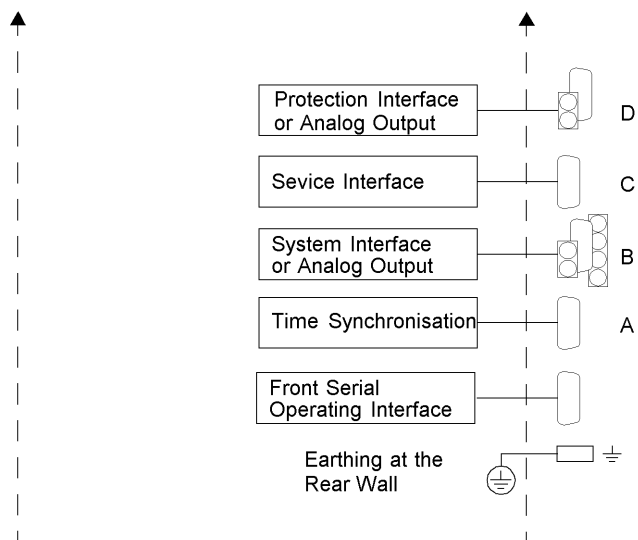 Protection Interface
or Analog Output
D
Sevice Interface
C
System Interface
or Analog Output
B
Time Synchronisation
A
Front Serial
Operating Interface
Earthing at the
Rear Wall